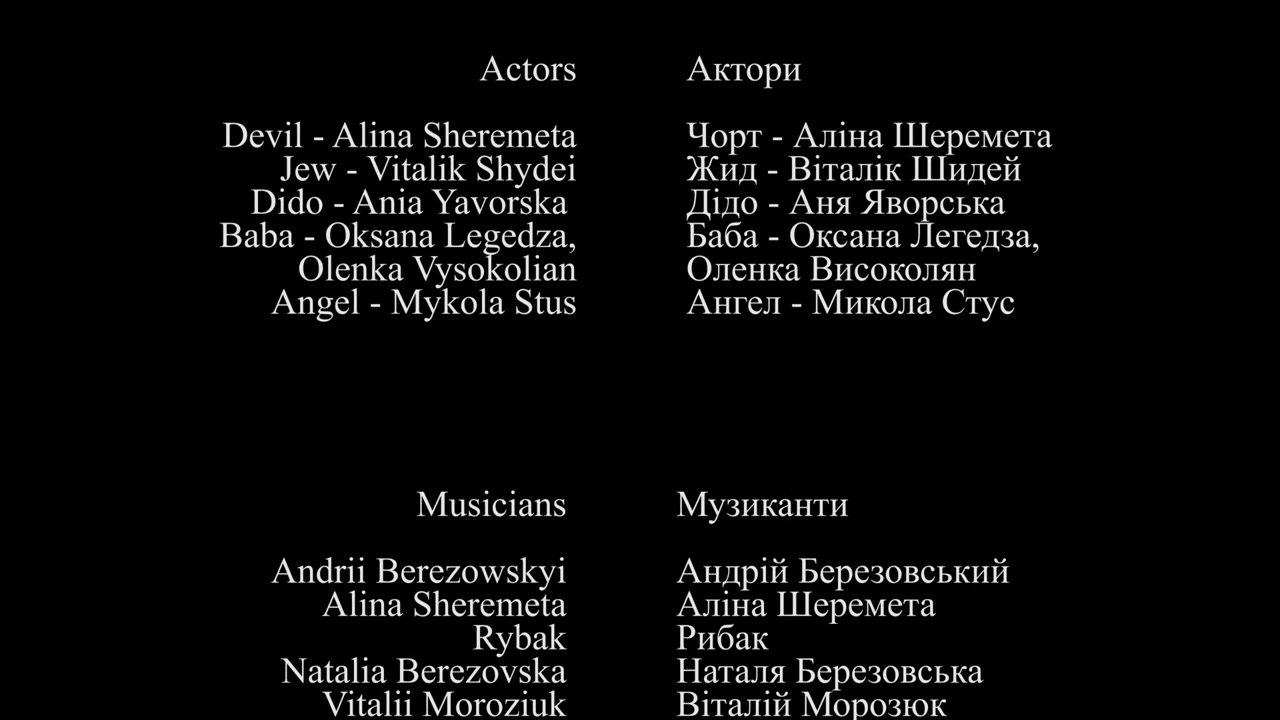 Actors
Devil - Alina Sheremeta
Jew - Vitalik Shydei
Dido - Ania Yavorska
Baba - Oksana Legedza,
Olenka Vysokolian
Angel - Mykola Stus
Актори
Чорт - Аліна Шеремета
Жид - Віталік Шидей
Дідо - Аня Яворська
Баба - Оксана Легедза,
Оленка Високолян
Ангел - Микола Стус
Musicians
Andrii Berezowskyi
Alina Sheremeta
Rybak
Natalia Berezovska
Vitalii Moroziuk
Музиканти
Андрій Березовський
Аліна Шеремета
Рибак
Наталя Березовська
Віталій Морозюк